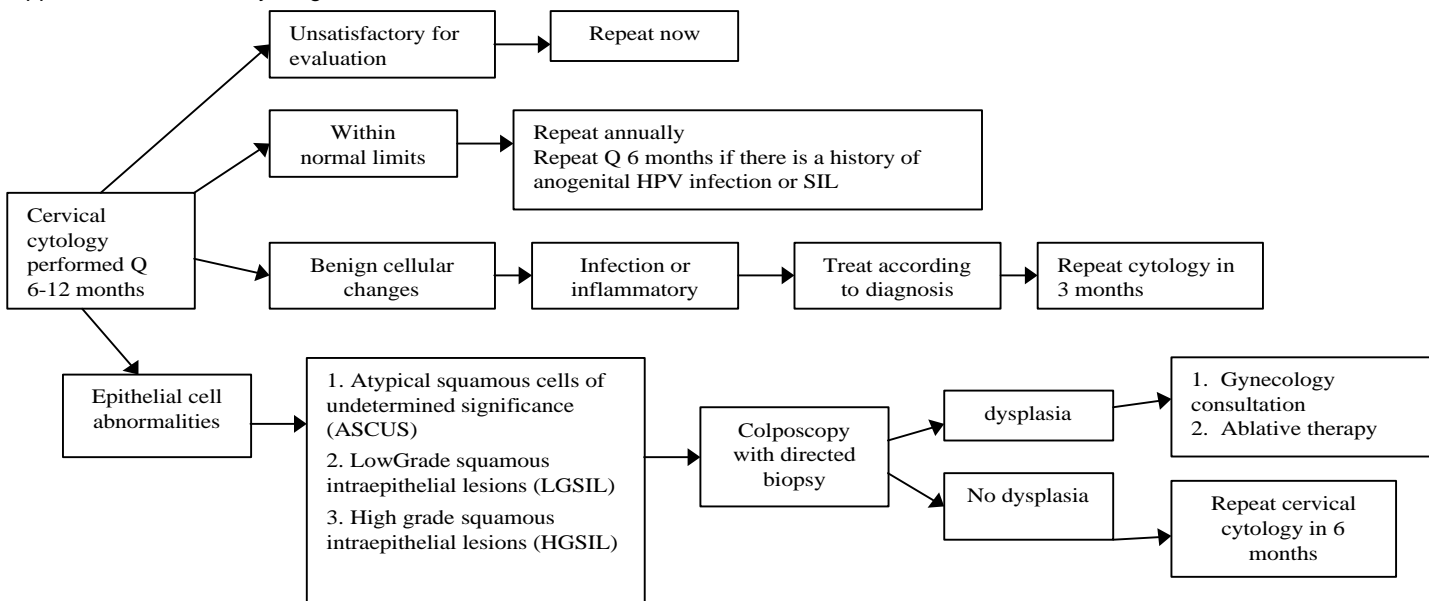 Unsatisfactory for
evaluation
Repeat now
Within
normal limits
Repeat annually
Repeat Q 6 months if there is a history of
anogenital HPV infection or SIL
Cervical
cytology
performed Q
6-12 months
Benign cellular
changes
Infection or
inflammatory
Treat according
to diagnosis
Repeat cytology in
3 months
Epithelial cell
abnormalities
1. Atypical squamous cells of
undetermined significance
(ASCUS)
2. LowGrade squamous
intraepithelial lesions (LGSIL)
3. High grade squamous
intraepithelial lesions (HGSIL)
Colposcopy
with directed
biopsy
dysplasia
1. Gynecology
consultation
2. Ablative therapy
No dysplasia
Repeat cervical
cytology in 6
months